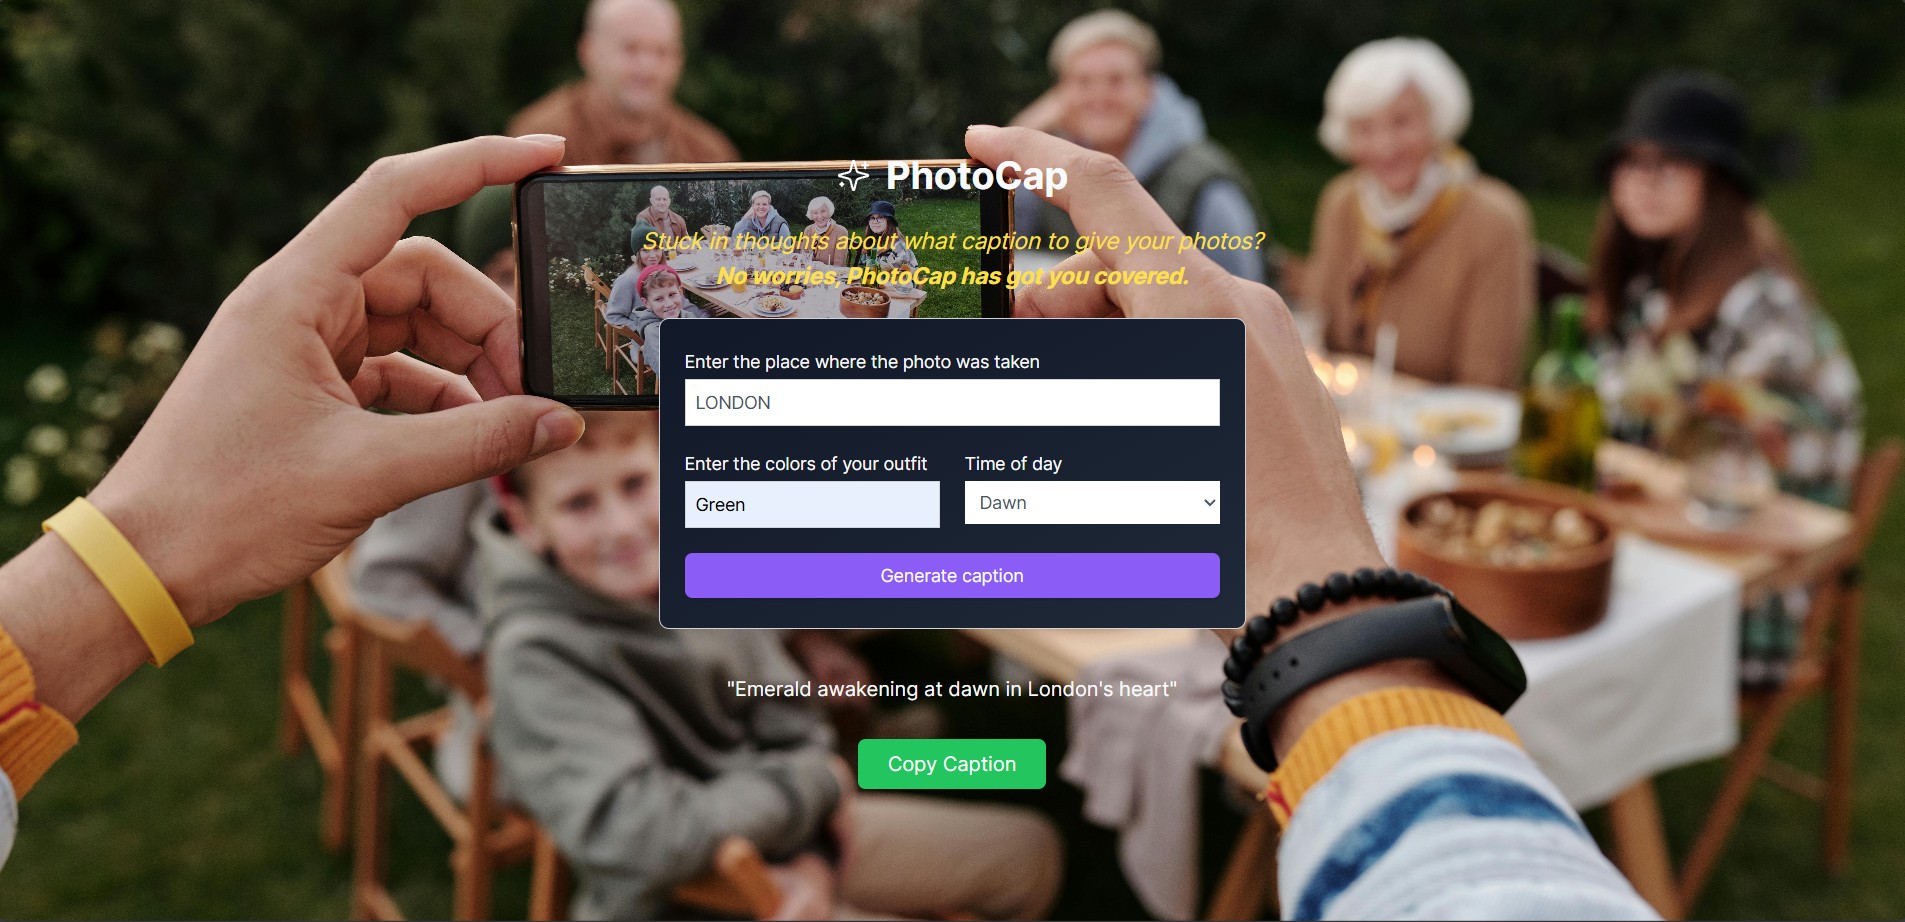 PhotoCap
Stuck in thoughts about what caption to give your photos?
No worries, PhotoCap has got you covered.
Enter the place where the photo was taken
LONDON
Enter the colors of your outfit
Time of day
Green
Dawn
Generate caption
"Emerald awakening at dawn in London's heart"
Copy Caption